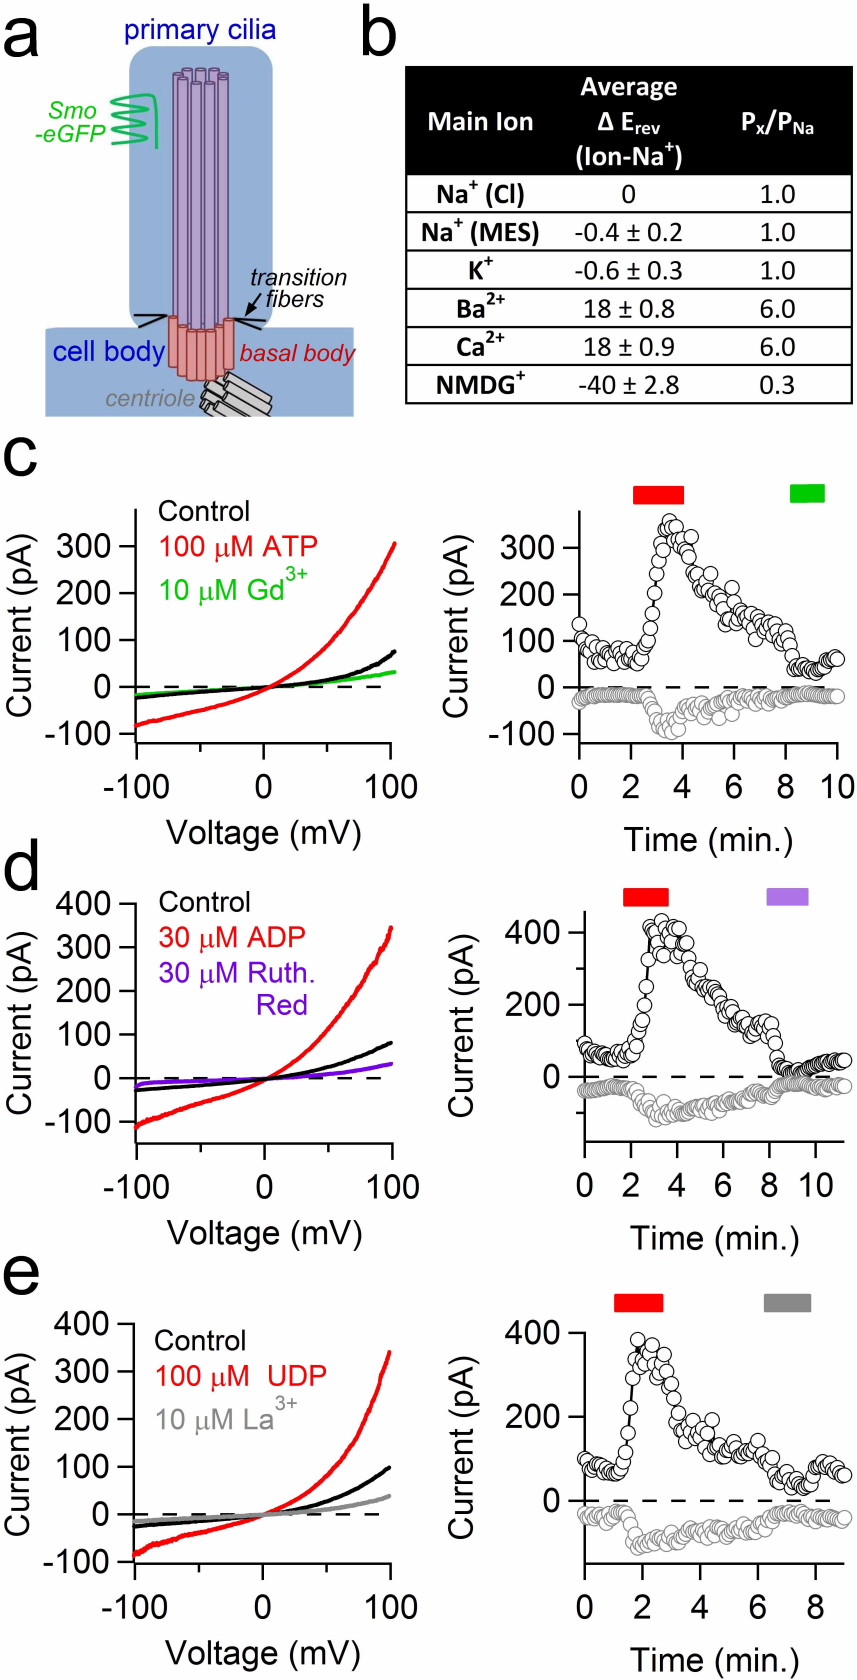 a
primary cilia
Smo
-eGFP
transition
fibers
cell body
basal body
centriole
b
Main Ion
Average
Δ E_rev
(Ion-Na⁺)
P_x/P_Na
Na⁺ (Cl) 0 1.0
Na⁺ (MES) -0.4 ± 0.2 1.0
K⁺ -0.6 ± 0.3 1.0
Ba²⁺ 18 ± 0.8 6.0
Ca²⁺ 18 ± 0.9 6.0
NMDG⁺ -40 ± 2.8 0.3
c
Control
100 μM ATP
10 μM Gd³⁺
Current (pA)
300
200
100
0
-100
-100 0 100
Voltage (mV)
Current (pA)
300
200
100
0
-100
0 2 4 6 8 10
Time (min.)
d
Control
30 μM ADP
30 μM Ruth.
Red
Current (pA)
400
300
200
100
0
-100
-100 0 100
Voltage (mV)
Current (pA)
400
200
0
0 2 4 6 8 10
Time (min.)
e
Control
100 μM UDP
10 μM La³⁺
Current (pA)
400
300
200
100
0
-100
-100 0 100
Voltage (mV)
Current (pA)
400
200
0
0 2 4 6 8
Time (min.)